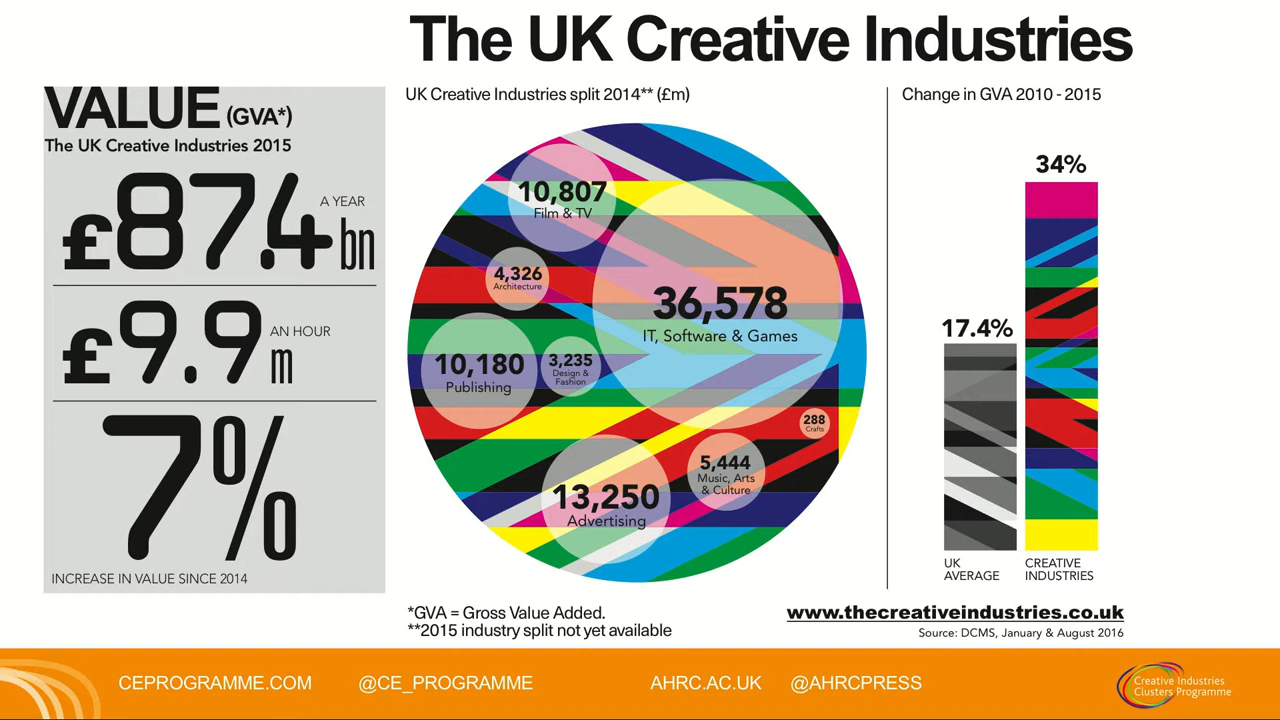 The UK Creative Industries
VALUE (GVA*)
The UK Creative Industries 2015
£87.4 bn A YEAR
£9.9 m AN HOUR
7%
INCREASE IN VALUE SINCE 2014
UK Creative Industries split 2014** (£m)
10,807
Film & TV
4,326
Architecture
36,578
IT, Software & Games
10,180
Publishing
3,235
Design &
Fashion
288
Crafts
5,444
Music, Arts
& Culture
13,250
Advertising
*GVA = Gross Value Added.
**2015 industry split not yet available
Change in GVA 2010 - 2015
34%
17.4%
UK
AVERAGE
CREATIVE
INDUSTRIES
www.thecreativeindustries.co.uk
Source: DCMS, January & August 2016
CEPROGRAMME.COM
@CE_PROGRAMME
AHRC.AC.UK
@AHRCPRESS
Creative Industries
Clusters Programme